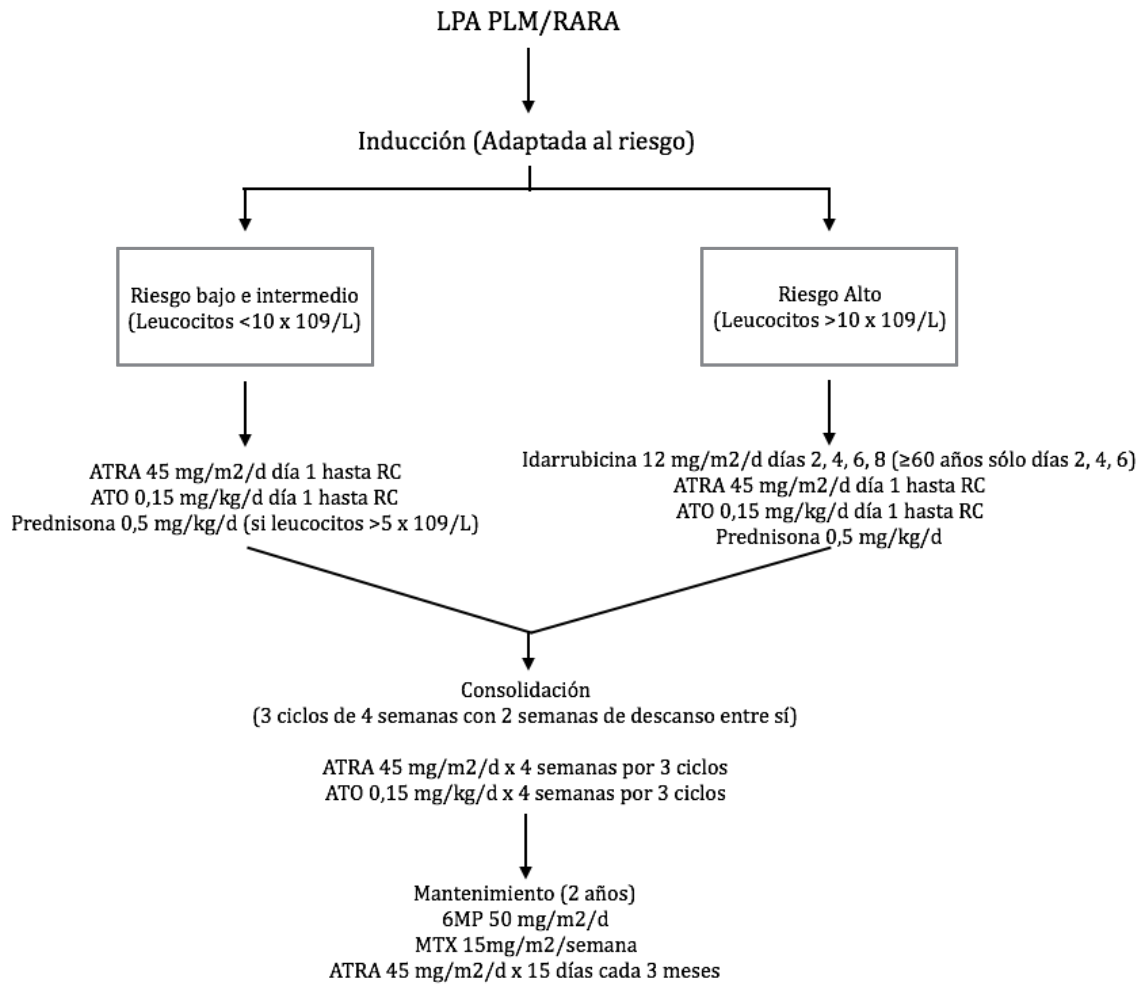 LPA PLM/RARA
Inducción (Adaptada al riesgo)
Riesgo bajo e intermedio
(Leucocitos <10 x 109/L)
Riesgo Alto
(Leucocitos >10 x 109/L)
ATRA 45 mg/m2/d día 1 hasta RC
ATO 0,15 mg/kg/d día 1 hasta RC
Prednisona 0,5 mg/kg/d (si leucocitos >5 x 109/L)
Idarrubicina 12 mg/m2/d días 2, 4, 6, 8 (≥60 años sólo días 2, 4, 6)
ATRA 45 mg/m2/d día 1 hasta RC
ATO 0,15 mg/kg/d día 1 hasta RC
Prednisona 0,5 mg/kg/d
Consolidación
(3 ciclos de 4 semanas con 2 semanas de descanso entre sí)
ATRA 45 mg/m2/d x 4 semanas por 3 ciclos
ATO 0,15 mg/kg/d x 4 semanas por 3 ciclos
Mantenimiento (2 años)
6MP 50 mg/m2/d
MTX 15mg/m2/semana
ATRA 45 mg/m2/d x 15 días cada 3 meses